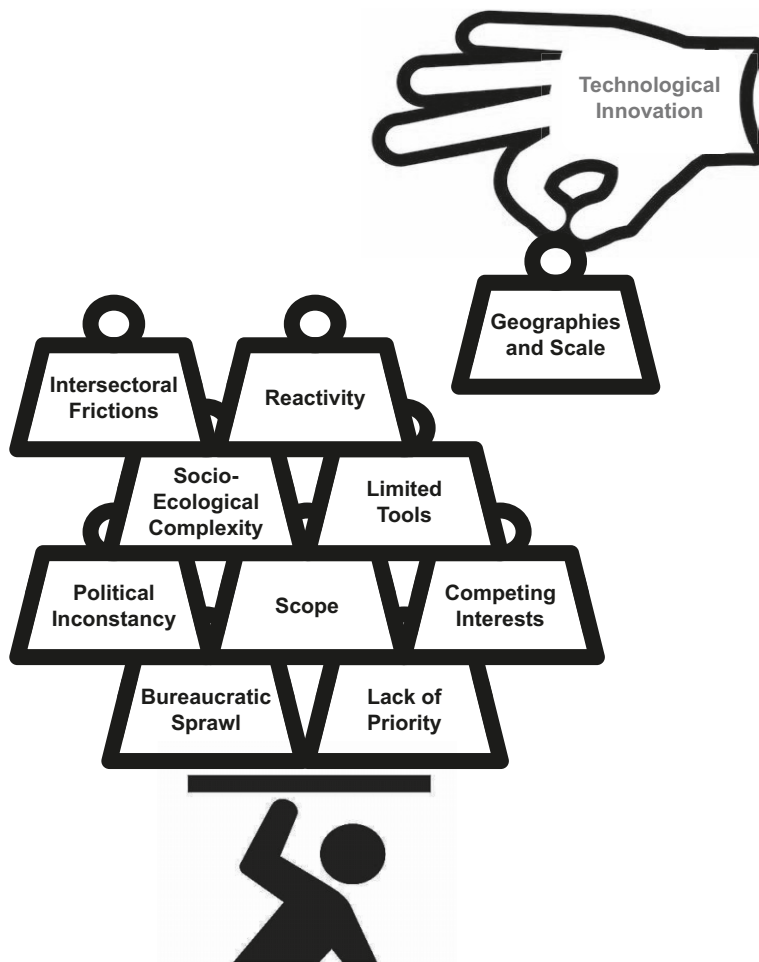 Technological
Innovation
Geographies
and Scale
Intersectoral
Frictions
Reactivity
Socio-
Ecological
Complexity
Limited
Tools
Political
Inconstancy
Scope
Competing
Interests
Bureaucratic
Sprawl
Lack of
Priority